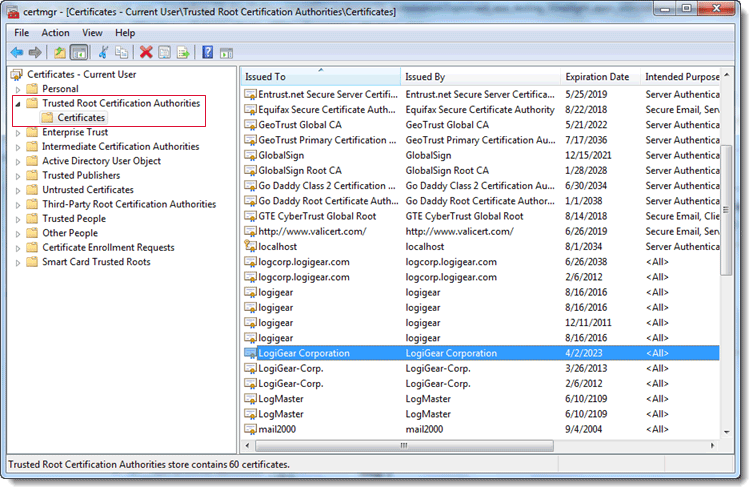 certmgr - [Certificates - Current User\Trusted Root Certification Authorities\Certificates]
File Action View Help
Certificates - Current User
Personal
Trusted Root Certification Authorities
Certificates
Enterprise Trust
Intermediate Certification Authorities
Active Directory User Object
Trusted Publishers
Untrusted Certificates
Third-Party Root Certification Authorities
Trusted People
Other People
Certificate Enrollment Requests
Smart Card Trusted Roots
Issued To Issued By Expiration Date Intended Purpose
Entrust.net Secure Server Certifi... Entrust.net Secure Server Certificati... 5/25/2019 Server Authentica
Equifax Secure Certificate Auth... Equifax Secure Certificate Authority 8/22/2018 Secure Email, Server
GeoTrust Global CA GeoTrust Global CA 5/21/2022 Server Authentica
GeoTrust Primary Certification ... GeoTrust Primary Certification Auth... 7/17/2036 Server Authentica
GlobalSign GlobalSign 12/15/2021 Server Authentica
GlobalSign Root CA GlobalSign Root CA 1/28/2028 Server Authentica
Go Daddy Class 2 Certification ... Go Daddy Class 2 Certification Auth... 6/30/2034 Server Authentica
Go Daddy Root Certificate Auth... Go Daddy Root Certificate Authorit... 1/1/2038 Server Authentica
GTE CyberTrust Global Root GTE CyberTrust Global Root 8/14/2018 Secure Email, Clie
http://www.valicert.com/ http://www.valicert.com/ 6/26/2019 Server Authentica
localhost localhost 8/1/2034 Server Authentica
logcorp.logigear.com logcorp.logigear.com 6/26/2038 <All>
logcorp.logigear.com logcorp.logigear.com 2/6/2012 <All>
logigear logigear 8/16/2016 <All>
logigear logigear 8/16/2016 <All>
logigear logigear 12/11/2011 <All>
logigear logigear 8/16/2016 <All>
LogiGear Corporation LogiGear Corporation 4/2/2023 <All>
LogiGear-Corp. LogiGear-Corp. 3/26/2013 <All>
LogiGear-Corp. LogiGear-Corp. 2/6/2012 <All>
LogMaster LogMaster 6/10/2109 <All>
LogMaster LogMaster 6/10/2109 <All>
mail2000 mail2000 9/4/2004 <All>
Trusted Root Certification Authorities store contains 60 certificates.